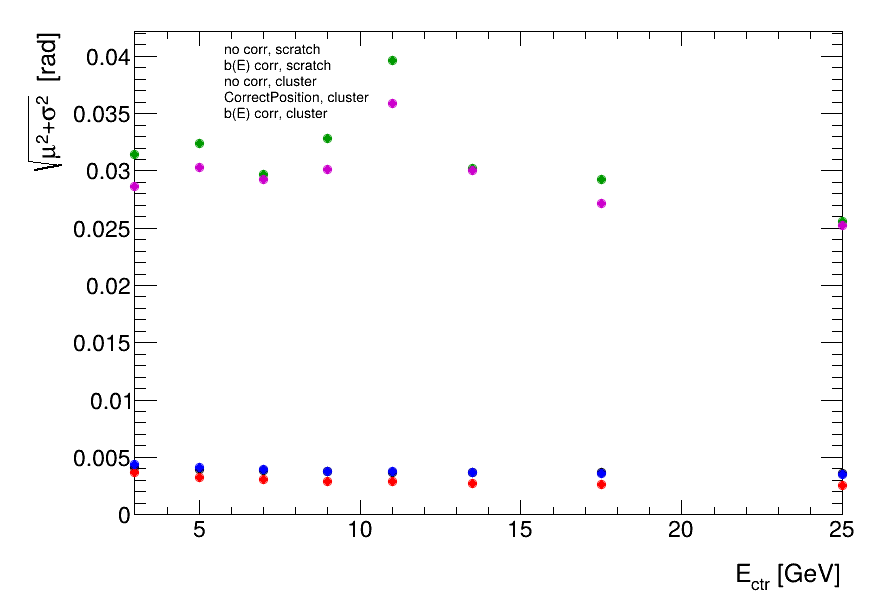 √μ²+σ² [rad]
0.04
0.035
0.03
0.025
0.02
0.015
0.01
0.005
0
no corr, scratch
b(E) corr, scratch
no corr, cluster
CorrectPosition, cluster
b(E) corr, cluster
5 10 15 20 25
E_ctr [GeV]